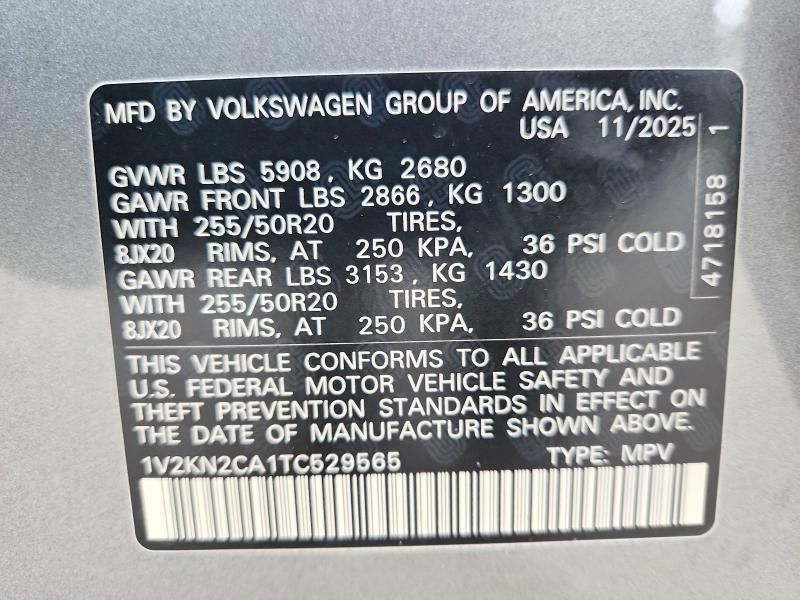 MFD BY VOLKSWAGEN GROUP OF AMERICA, INC.
USA 11/2025
GVWR LBS 5908, KG 2680
GAWR FRONT LBS 2866, KG 1300
WITH 255/50R20 TIRES,
8JX20 RIMS, AT 250 KPA, 36 PSI COLD
GAWR REAR LBS 3153, KG 1430
WITH 255/50R20 TIRES,
8JX20 RIMS, AT 250 KPA, 36 PSI COLD
THIS VEHICLE CONFORMS TO ALL APPLICABLE
U.S. FEDERAL MOTOR VEHICLE SAFETY AND
THEFT PREVENTION STANDARDS IN EFFECT ON
THE DATE OF MANUFACTURE SHOWN ABOVE.
1V2KN2CA1TC529565 TYPE: MPV
4718158 1